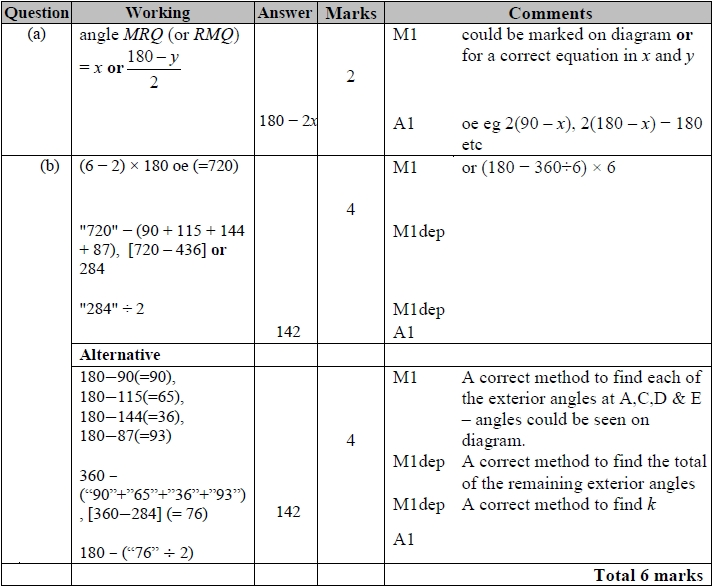 Question Working Answer Marks Comments
(a) angle MRQ (or RMQ) M1 could be marked on diagram or
= x or (180 − y)/2 for a correct equation in x and y
2
180 − 2x A1 oe eg 2(90 – x), 2(180 – x) – 180
etc
(b) (6 – 2) × 180 oe (=720) M1 or (180 − 360÷6) × 6
4
"720" − (90 + 115 + 144 M1dep
+ 87), [720 – 436] or
284
"284" ÷ 2 M1dep
142 A1
Alternative
180−90(=90), M1 A correct method to find each of
180−115(=65), the exterior angles at A,C,D & E
180−144(=36), – angles could be seen on
180−87(=93) diagram.
4
M1dep A correct method to find the total
360 – of the remaining exterior angles
(“90”+”65”+”36”+”93”) M1dep A correct method to find k
, [360−284] (= 76) 142
A1
180 – (“76” ÷ 2)
Total 6 marks